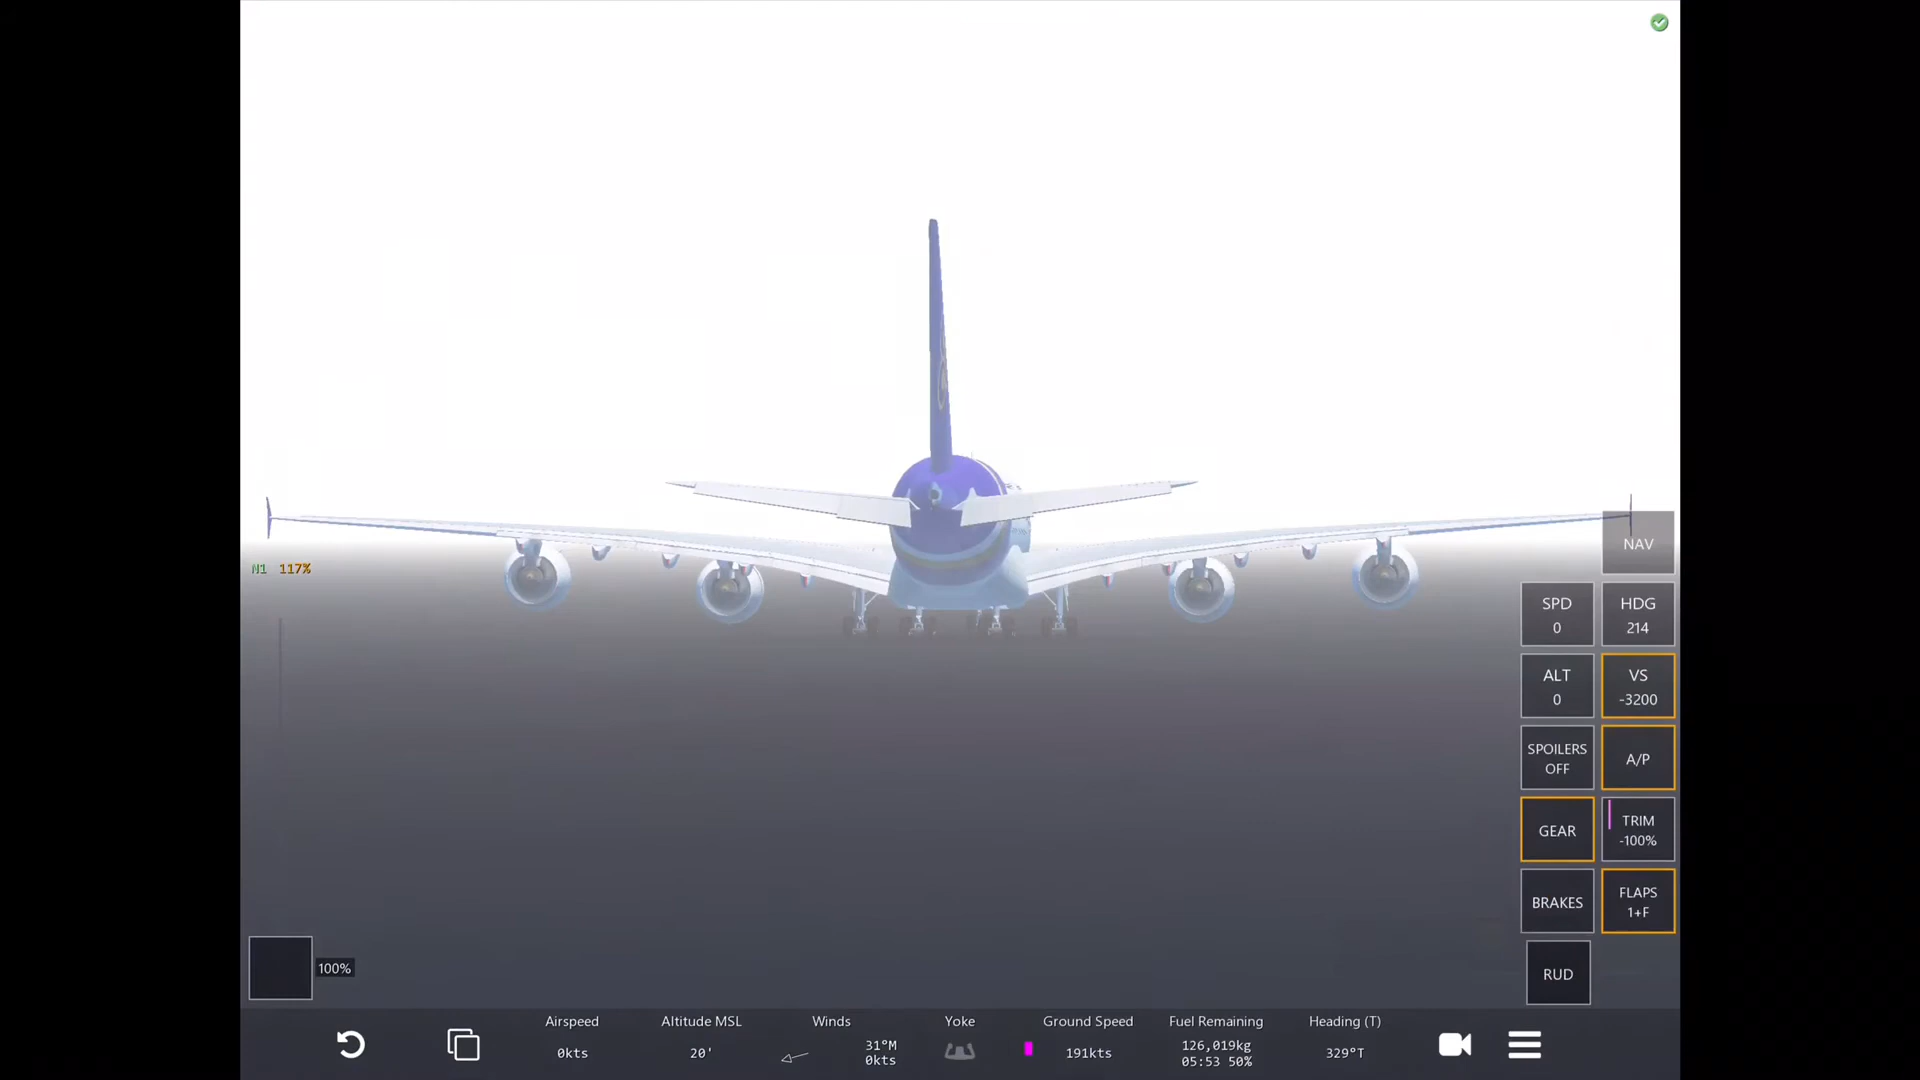 N1 117%
NAV
SPD
0
HDG
214
ALT
0
VS
-3200
SPOILERS
OFF
A/P
GEAR
TRIM
-100%
BRAKES
FLAPS
1+F
RUD
100%
Airspeed
0kts
Altitude MSL
20'
Winds
31°M
0kts
Yoke
Ground Speed
191kts
Fuel Remaining
126,019kg
05:53 50%
Heading (T)
329°T